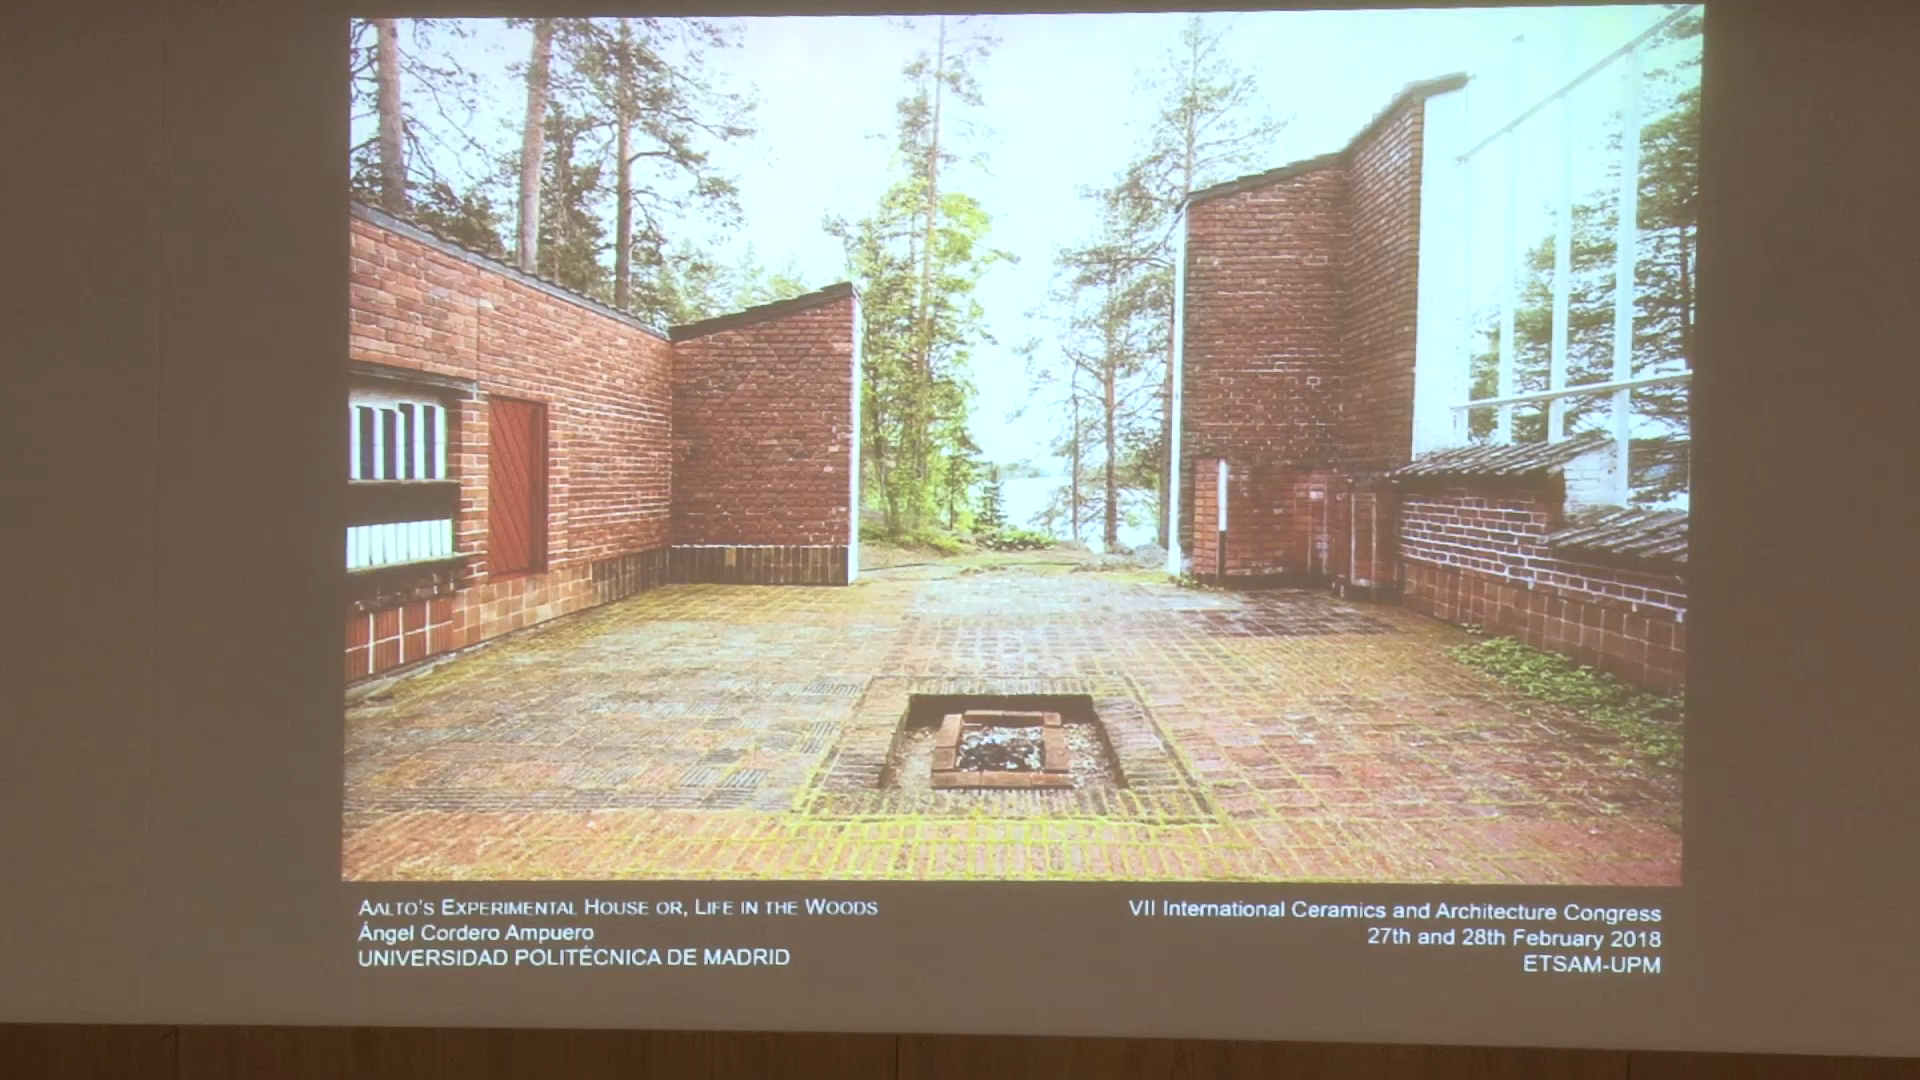 Aalto's Experimental House or, Life in the Woods
Ángel Cordero Ampuero
UNIVERSIDAD POLITÉCNICA DE MADRID
VII International Ceramics and Architecture Congress
27th and 28th February 2018
ETSAM-UPM